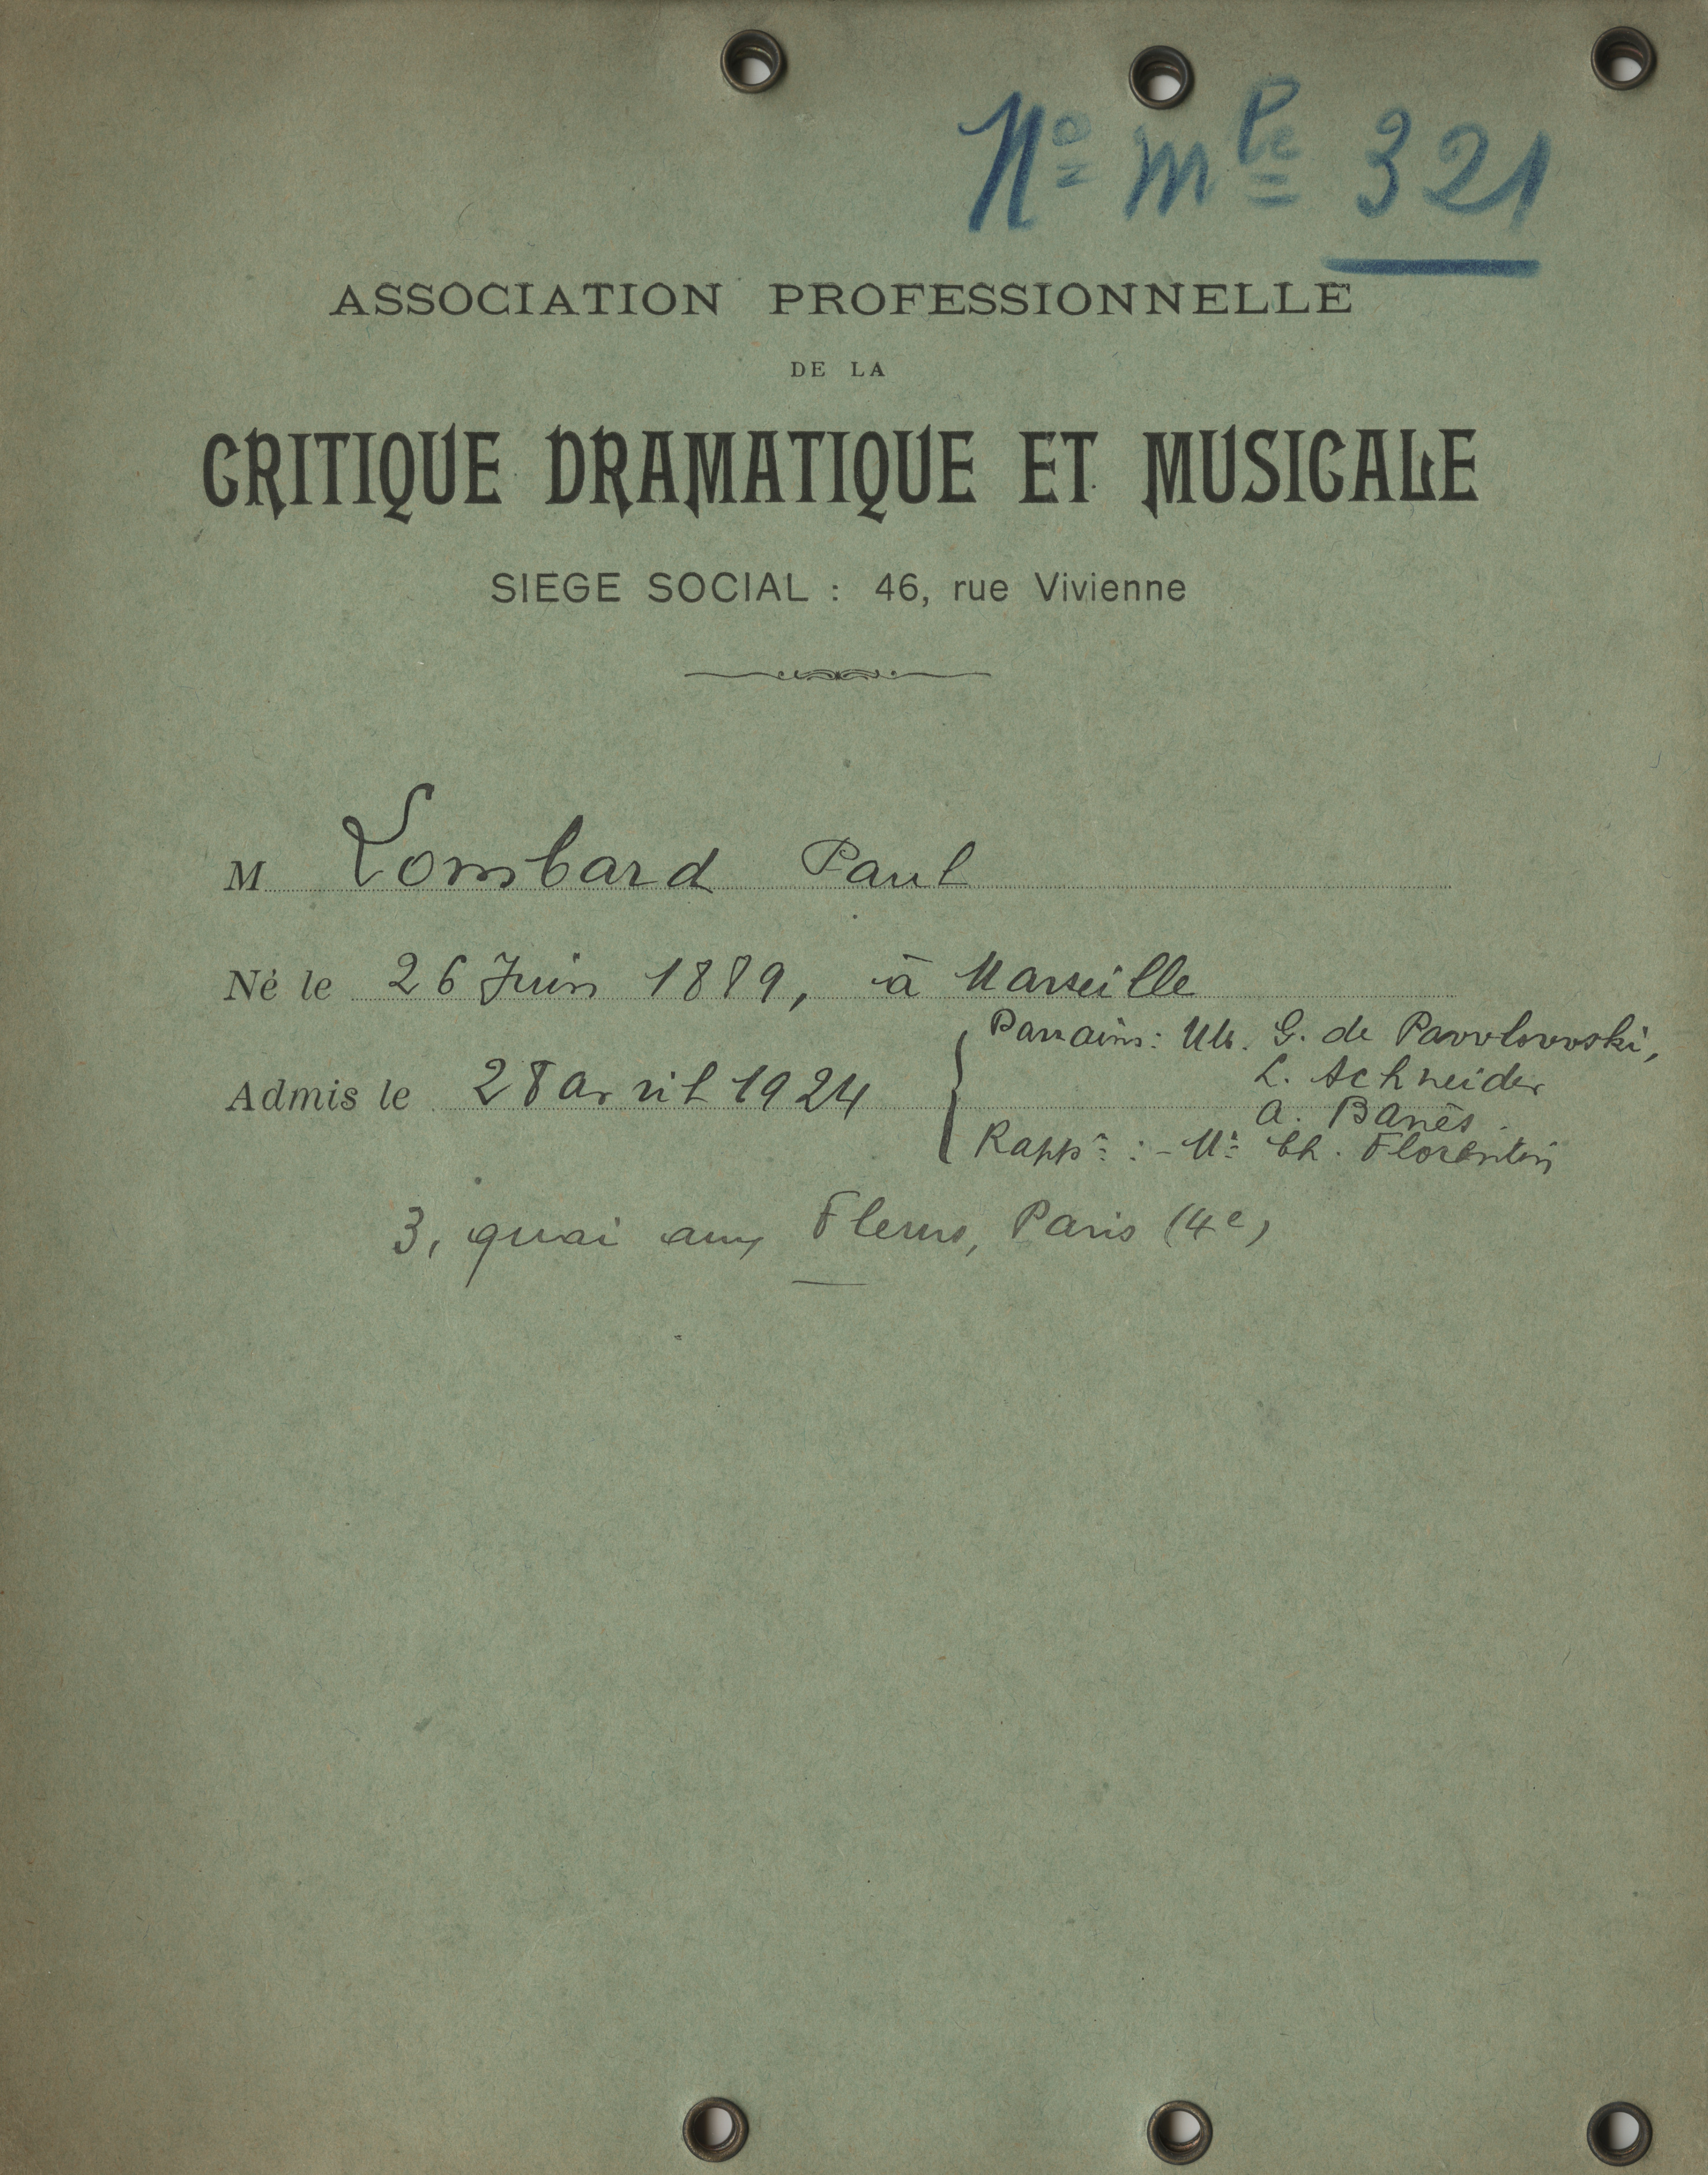 Nº mle 321
ASSOCIATION PROFESSIONNELLE
DE LA
CRITIQUE DRAMATIQUE ET MUSICALE
SIEGE SOCIAL : 46, rue Vivienne
M Lombard Paul
Né le 26 Juin 1889, à Marseille
Parrains: MM. G. de Pawlowski,
L. Schneider
Admis le 28 avril 1924
A. Banès.
Rappr : - Mr Ch. Florentin
3, quai aux Fleurs, Paris (4e)